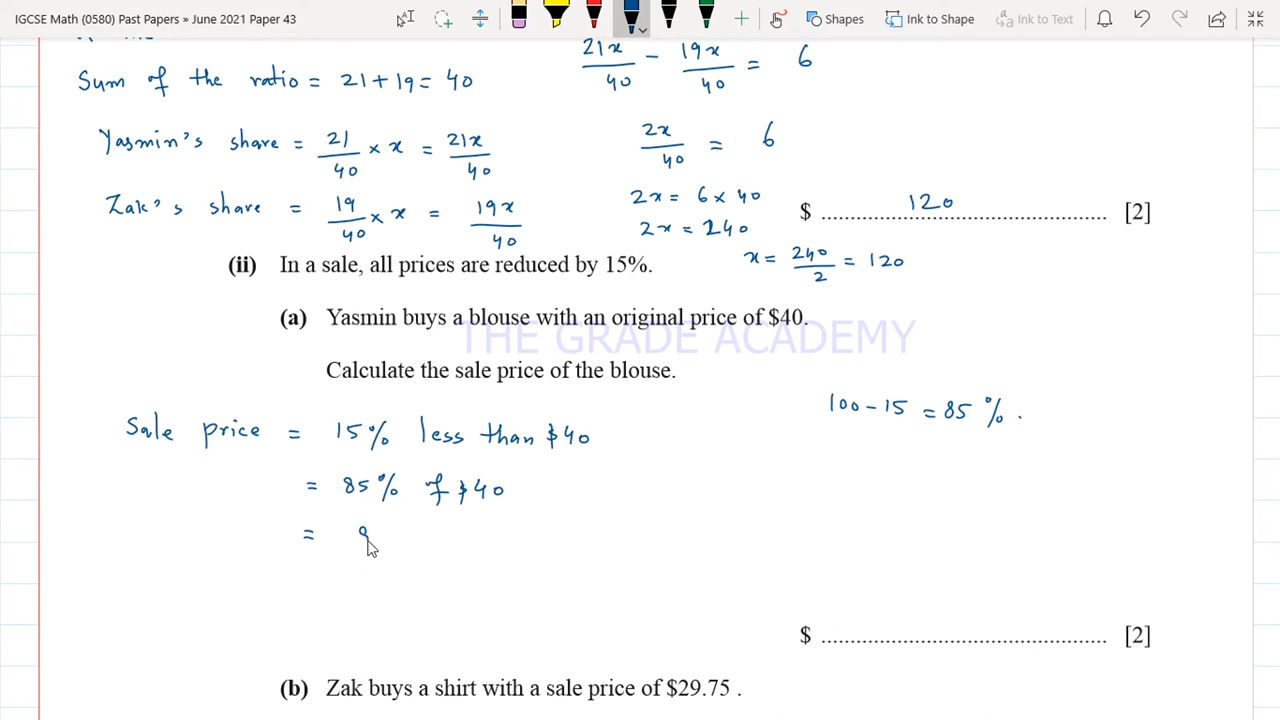 IGCSE Math (0580) Past Papers » June 2021 Paper 43
Shapes
Ink to Shape
Ink to Text
Sum of the ratio = 21 + 19 = 40
21x/40 - 19x/40 = 6
Yasmin's share = 21/40 × x = 21x/40
2x/40 = 6
Zak's share = 19/40 × x = 19x/40
2x = 6 × 40
2x = 240
x = 240/2 = 120
$ 120 [2]
(ii) In a sale, all prices are reduced by 15%.
(a) Yasmin buys a blouse with an original price of $40.
THE GRADE ACADEMY
Calculate the sale price of the blouse.
100 - 15 = 85 %.
Sale price = 15% less than $40
= 85% of $40
=
$ ................................................ [2]
(b) Zak buys a shirt with a sale price of $29.75 .